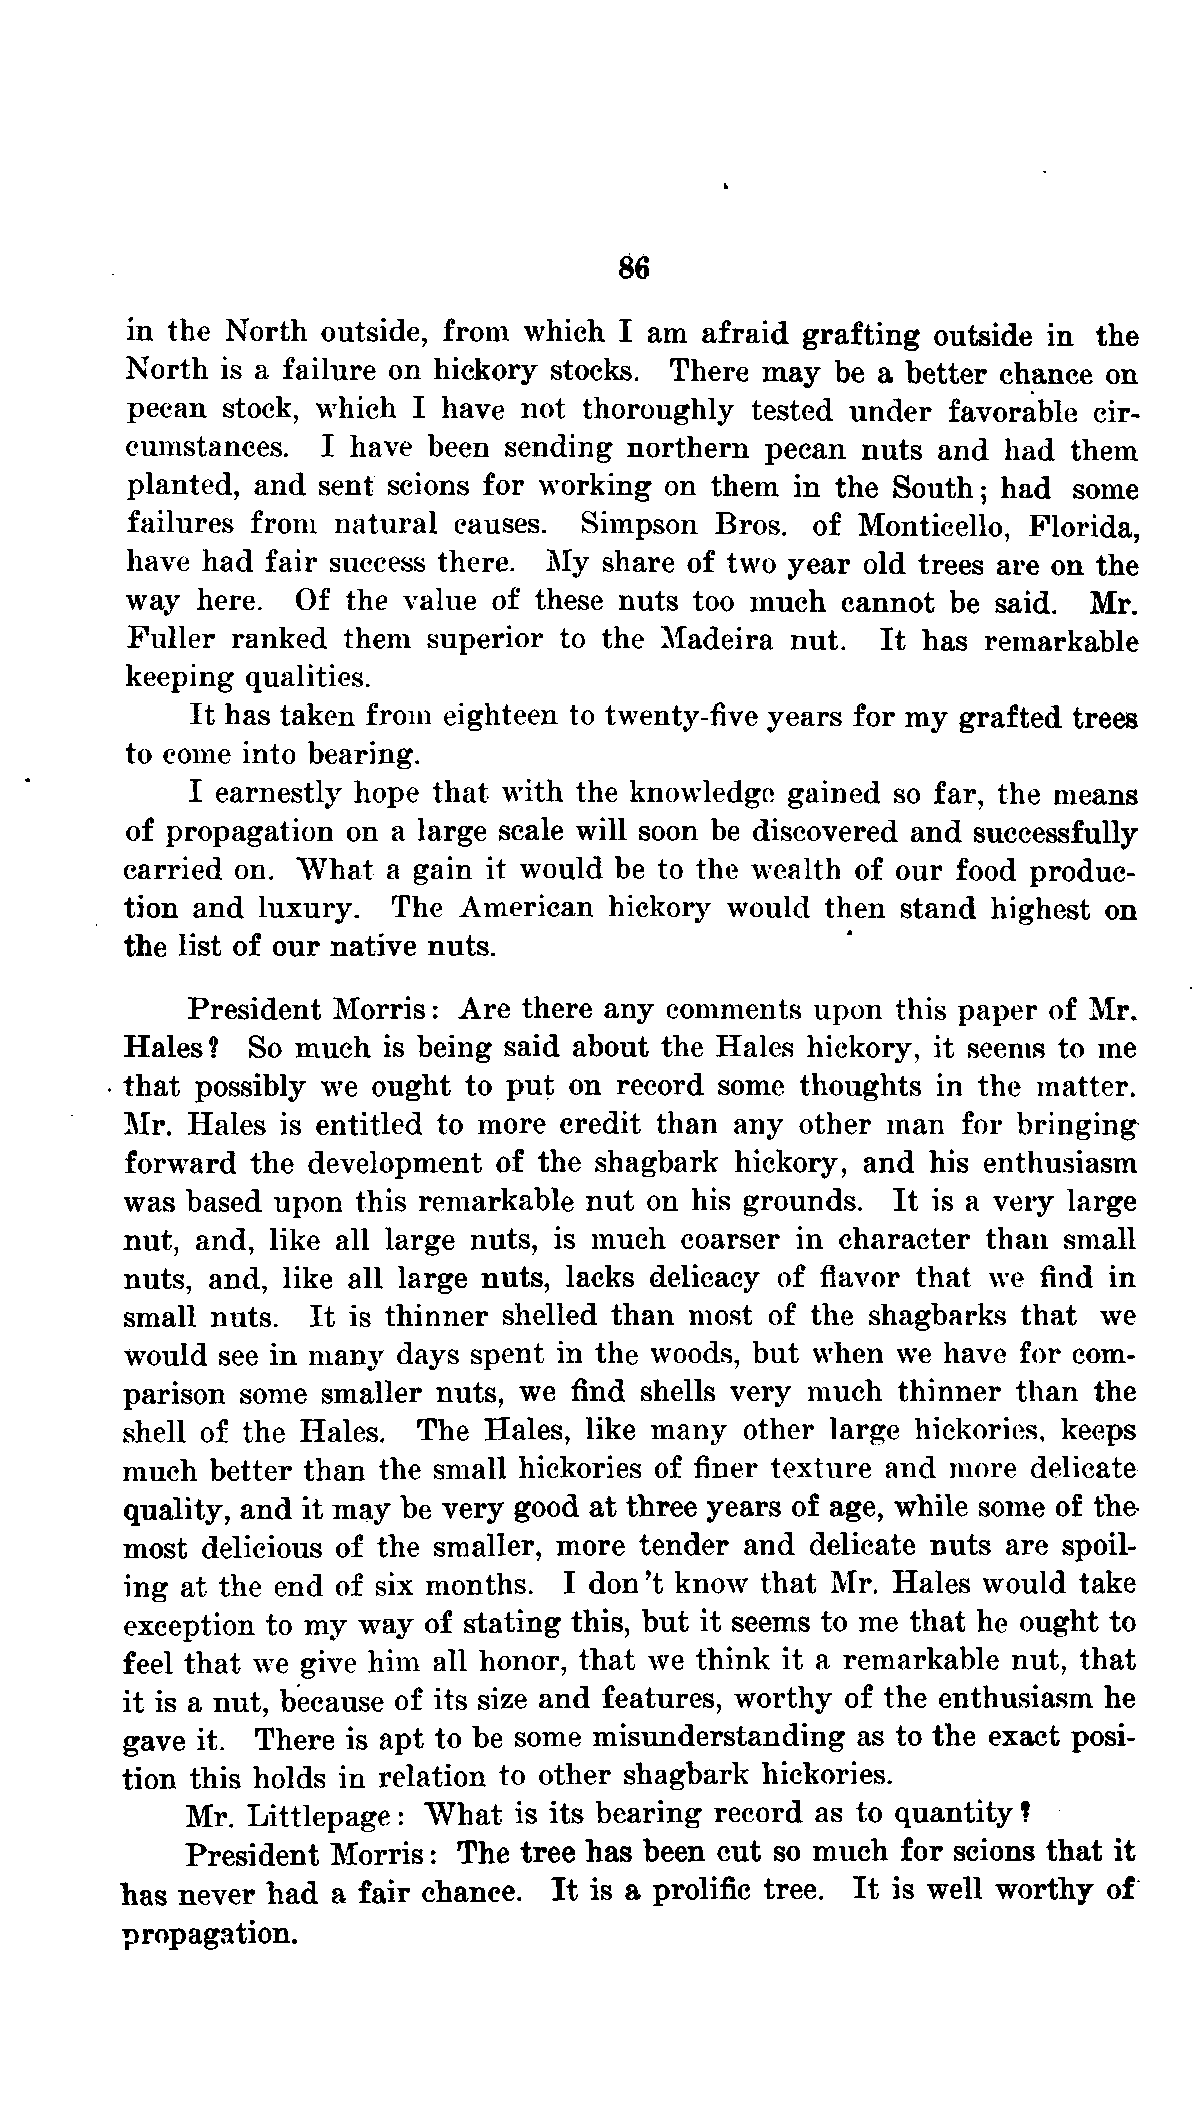 86
in the North outside, from which I am afraid grafting outside in the
North is a failure on hickory stocks. There may be a better chance on
pecan stock, which I have not thoroughly tested under favorable cir-
cumstances. I have been sending northern pecan nuts and had them
planted, and sent scions for working on them in the South; had some
failures from natural causes. Simpson Bros. of Monticello, Florida,
have had fair success there. My share of two year old trees are on the
way here. Of the value of these nuts too much cannot be said. Mr.
Fuller ranked them superior to the Madeira nut. It has remarkable
keeping qualities.
It has taken from eighteen to twenty-five years for my grafted trees
to come into bearing.
I earnestly hope that with the knowledge gained so far, the means
of propagation on a large scale will soon be discovered and successfully
carried on. What a gain it would be to the wealth of our food produc-
tion and luxury. The American hickory would then stand highest on
the list of our native nuts.
President Morris: Are there any comments upon this paper of Mr.
Hales? So much is being said about the Hales hickory, it seems to me
that possibly we ought to put on record some thoughts in the matter.
Mr. Hales is entitled to more credit than any other man for bringing
forward the development of the shagbark hickory, and his enthusiasm
was based upon this remarkable nut on his grounds. It is a very large
nut, and, like all large nuts, is much coarser in character than small
nuts, and, like all large nuts, lacks delicacy of flavor that we find in
small nuts. It is thinner shelled than most of the shagbarks that we
would see in many days spent in the woods, but when we have for com-
parison some smaller nuts, we find shells very much thinner than the
shell of the Hales. The Hales, like many other large hickories, keeps
much better than the small hickories of finer texture and more delicate
quality, and it may be very good at three years of age, while some of the
most delicious of the smaller, more tender and delicate nuts are spoil-
ing at the end of six months. I don't know that Mr. Hales would take
exception to my way of stating this, but it seems to me that he ought to
feel that we give him all honor, that we think it a remarkable nut, that
it is a nut, because of its size and features, worthy of the enthusiasm he
gave it. There is apt to be some misunderstanding as to the exact posi-
tion this holds in relation to other shagbark hickories.
Mr. Littlepage: What is its bearing record as to quantity?
President Morris: The tree has been cut so much for scions that it
has never had a fair chance. It is a prolific tree. It is well worthy of
propagation.